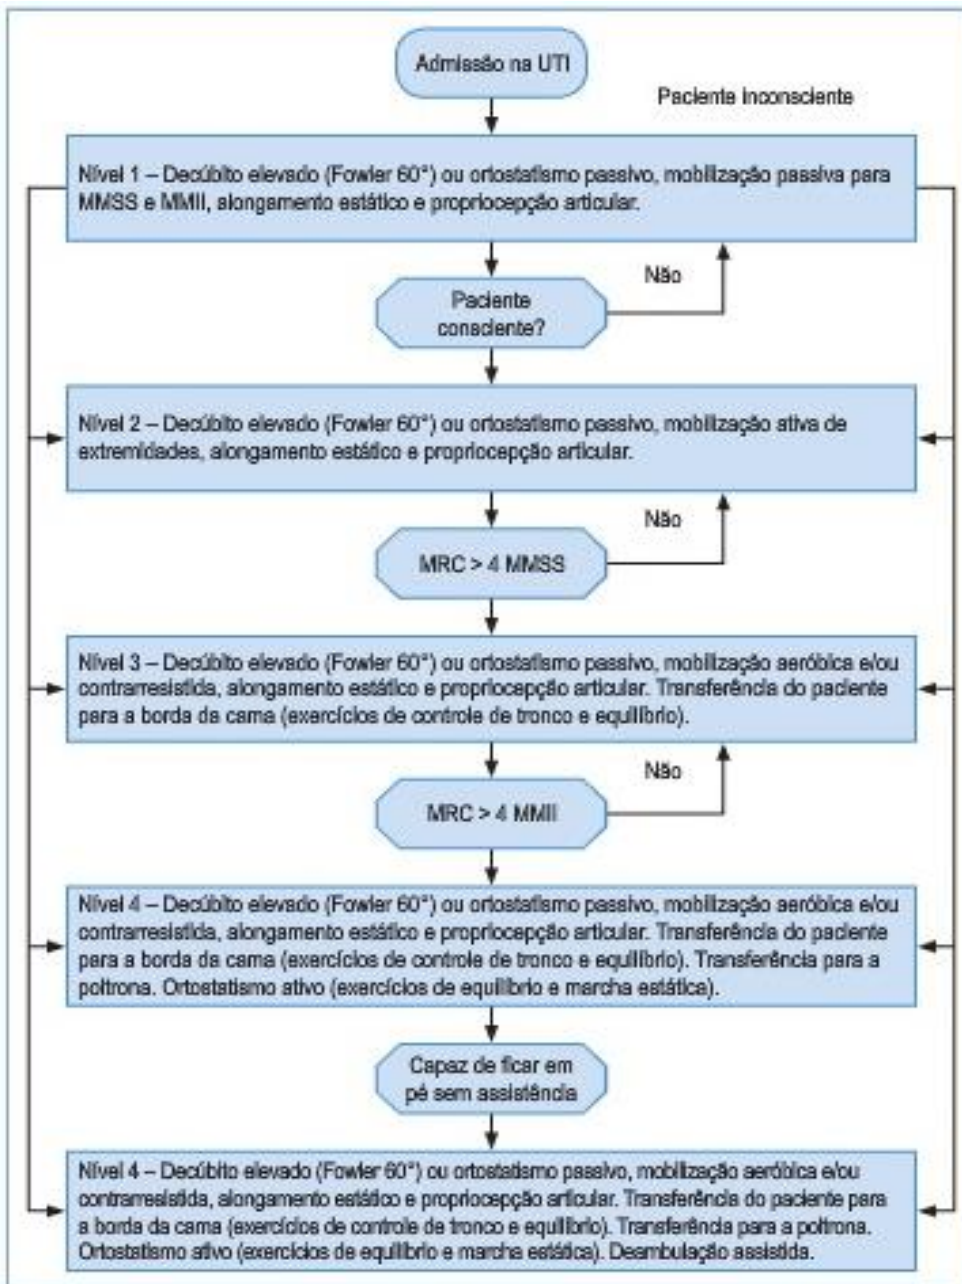 Admissão na UTI
Paciente inconsciente
Nível 1 – Decúbito elevado (Fowler 60°) ou ortostatismo passivo, mobilização passiva para
MMSS e MMII, alongamento estático e propriocepção articular.
Não
Paciente
consciente?
Nível 2 – Decúbito elevado (Fowler 60°) ou ortostatismo passivo, mobilização ativa de
extremidades, alongamento estático e propriocepção articular.
Não
MRC > 4 MMSS
Nível 3 – Decúbito elevado (Fowler 60°) ou ortostatismo passivo, mobilização aeróbica e/ou
contrarresistida, alongamento estático e propriocepção articular. Transferência do paciente
para a borda da cama (exercícios de controle de tronco e equilíbrio).
Não
MRC > 4 MMII
Nível 4 – Decúbito elevado (Fowler 60°) ou ortostatismo passivo, mobilização aeróbica e/ou
contrarresistida, alongamento estático e propriocepção articular. Transferência do paciente
para a borda da cama (exercícios de controle de tronco e equilíbrio). Transferência para a
poltrona. Ortostatismo ativo (exercícios de equilíbrio e marcha estática).
Capaz de ficar em
pé sem assistência
Nível 4 – Decúbito elevado (Fowler 60°) ou ortostatismo passivo, mobilização aeróbica e/ou
contrarresistida, alongamento estático e propriocepção articular. Transferência do paciente para
a borda da cama (exercícios de controle de tronco e equilíbrio). Transferência para a poltrona.
Ortostatismo ativo (exercícios de equilíbrio e marcha estática). Deambulação assistida.